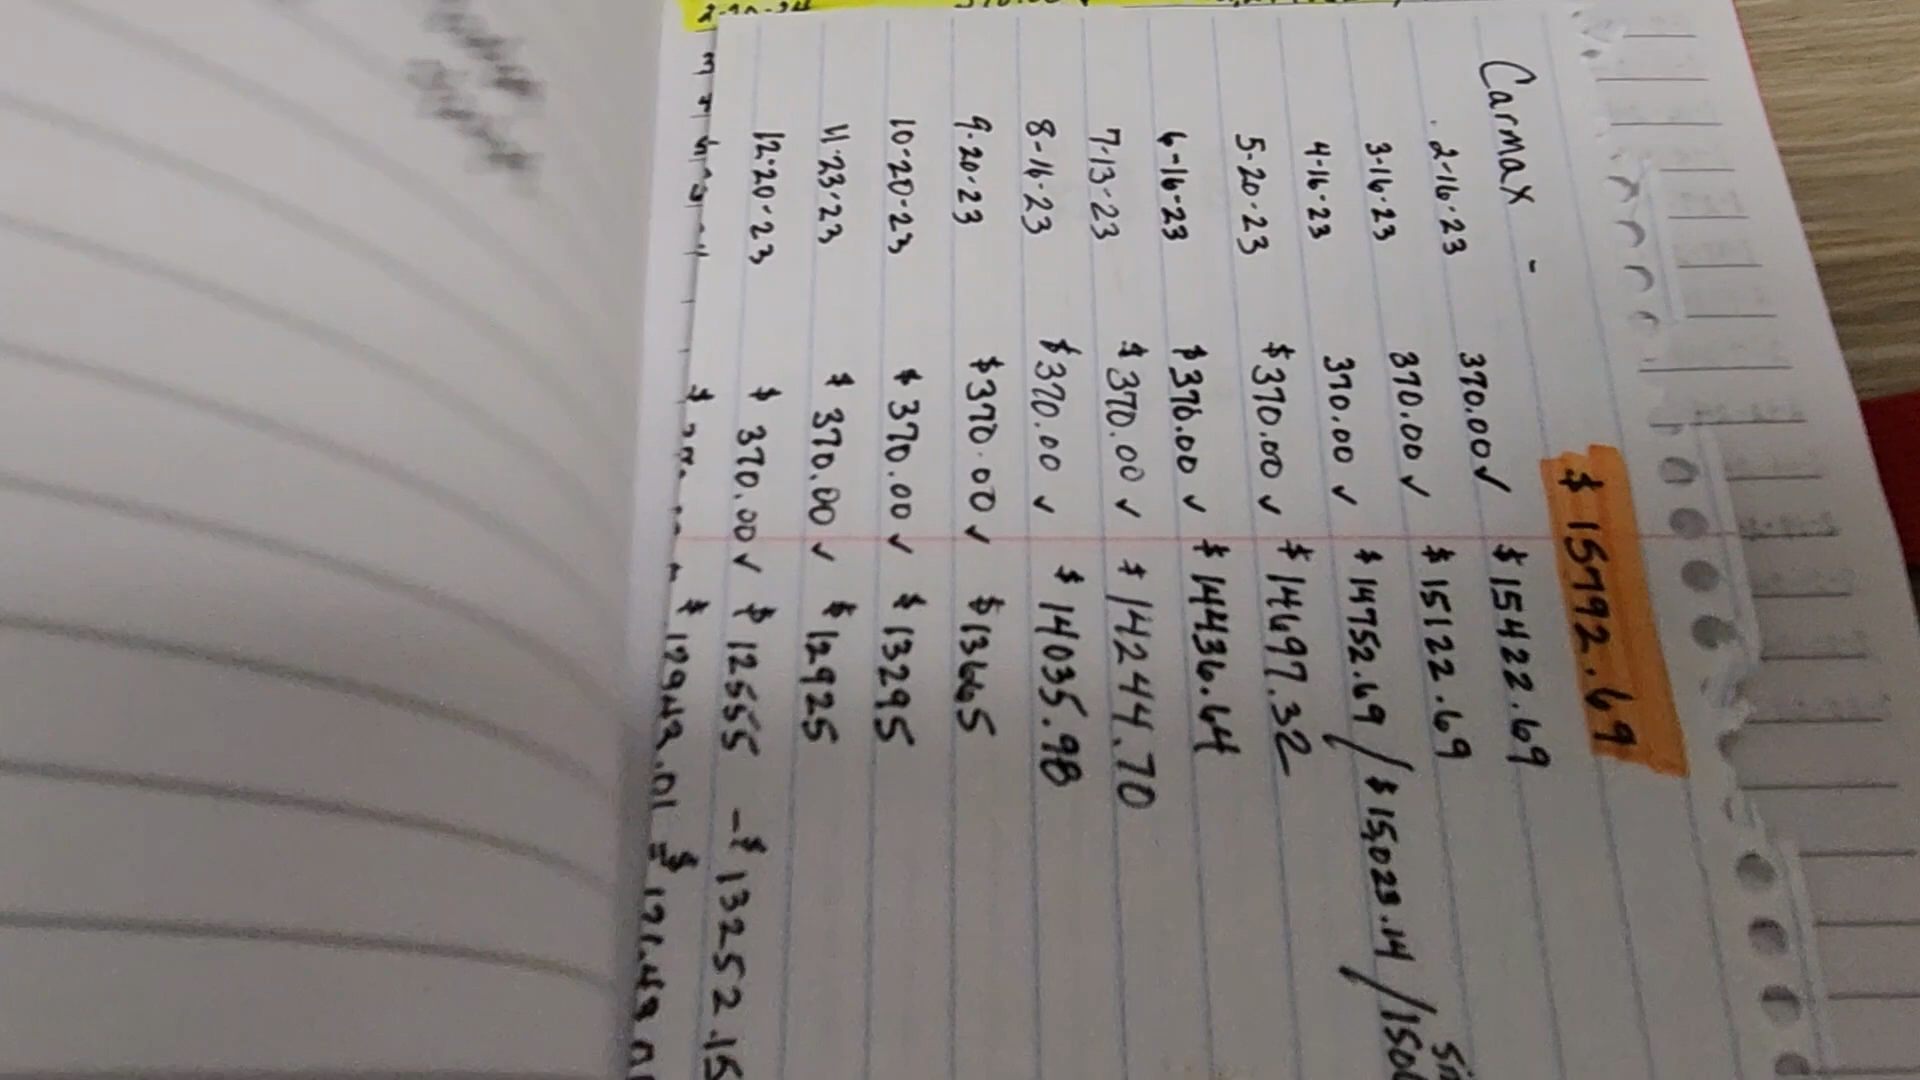 $ 15792.69
Carmax -
2-16-23 370.00 ✓ $ 15422.69
3-16-23 370.00 ✓ $ 15122.69
4-16-23 370.00 ✓ $ 14752.69 / $15,023.14 /
5-20-23 $370.00 ✓ $ 14697.32
6-16-23 $370.00 ✓ $ 14436.64
7-13-23 $370.00 ✓ $ 14244.70
8-16-23 $370.00 ✓ $ 14035.98
9-20-23 $370.00 ✓ $13665
10-20-23 $370.00 ✓ $ 13295
11-23-23 $370.00 ✓ $12925
12-20-23 $370.00 ✓ $12555 -$13252.15